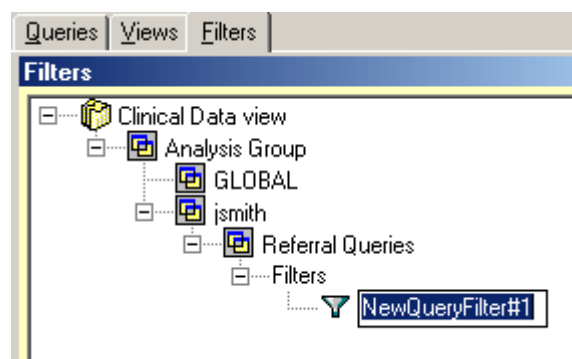 Queries Views Filters
Filters
Clinical Data view
Analysis Group
GLOBAL
jsmith
Referral Queries
Filters
NewQueryFilter#1